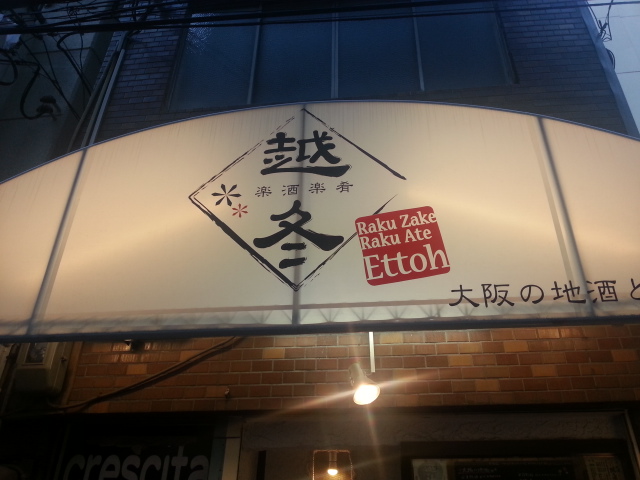 越
楽酒楽肴
冬
Raku Zake
Raku Ate
Ettoh
大阪の地酒と
crescita